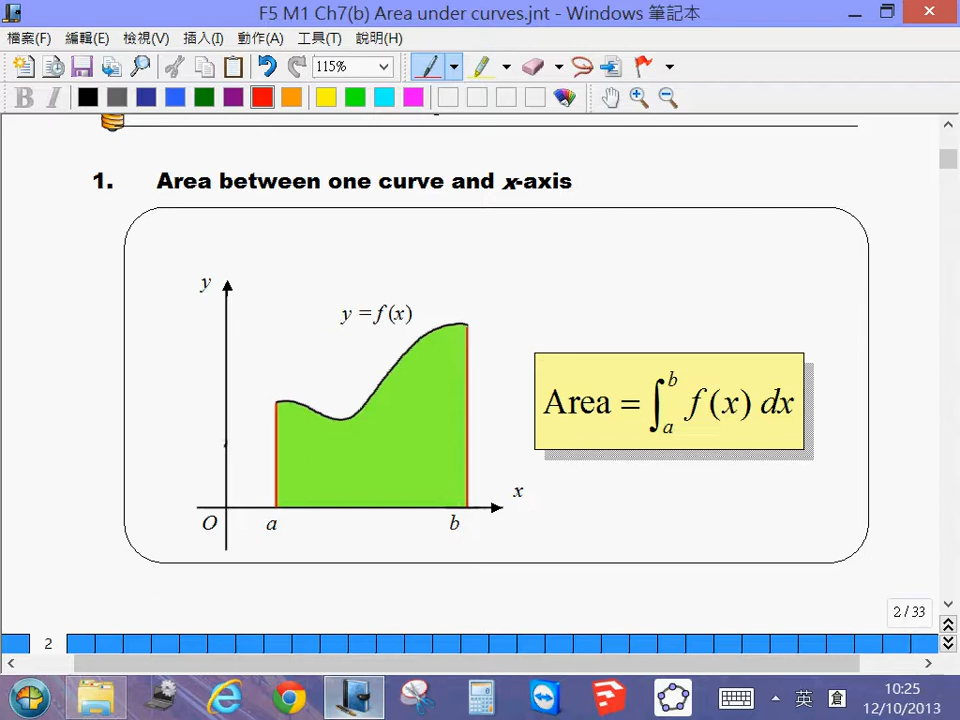 F5 M1 Ch7(b) Area under curves.jnt - Windows 筆記本
檔案(F) 編輯(E) 檢視(V) 插入(I) 動作(A) 工具(T) 說明(H)
115%
B I
1. Area between one curve and x-axis
y
y = f (x)
Area = ∫_a^b f (x) dx
x
O a b
2 / 33
2
英 倉 10:25
12/10/2013